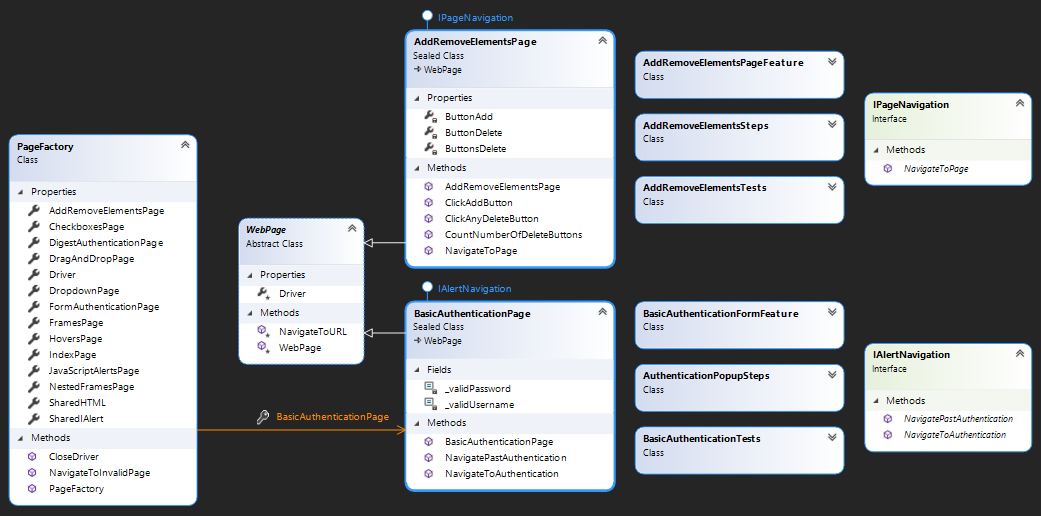 PageFactory
Class
Properties
AddRemoveElementsPage
CheckboxesPage
DigestAuthenticationPage
DragAndDropPage
Driver
DropdownPage
FormAuthenticationPage
FramesPage
HoversPage
IndexPage
JavaScriptAlertsPage
NestedFramesPage
SharedHTML
SharedIAlert
Methods
CloseDriver
NavigateToInvalidPage
PageFactory
WebPage
Abstract Class
Properties
Driver
Methods
NavigateToURL
WebPage
BasicAuthenticationPage
IPageNavigation
AddRemoveElementsPage
Sealed Class
WebPage
Properties
ButtonAdd
ButtonDelete
ButtonsDelete
Methods
AddRemoveElementsPage
ClickAddButton
ClickAnyDeleteButton
CountNumberOfDeleteButtons
NavigateToPage
IAlertNavigation
BasicAuthenticationPage
Sealed Class
WebPage
Fields
_validPassword
_validUsername
Methods
BasicAuthenticationPage
NavigatePastAuthentication
NavigateToAuthentication
AddRemoveElementsPageFeature
Class
AddRemoveElementsSteps
Class
AddRemoveElementsTests
Class
BasicAuthenticationFormFeature
Class
AuthenticationPopupSteps
Class
BasicAuthenticationTests
Class
IPageNavigation
Interface
Methods
NavigateToPage
IAlertNavigation
Interface
Methods
NavigatePastAuthentication
NavigateToAuthentication